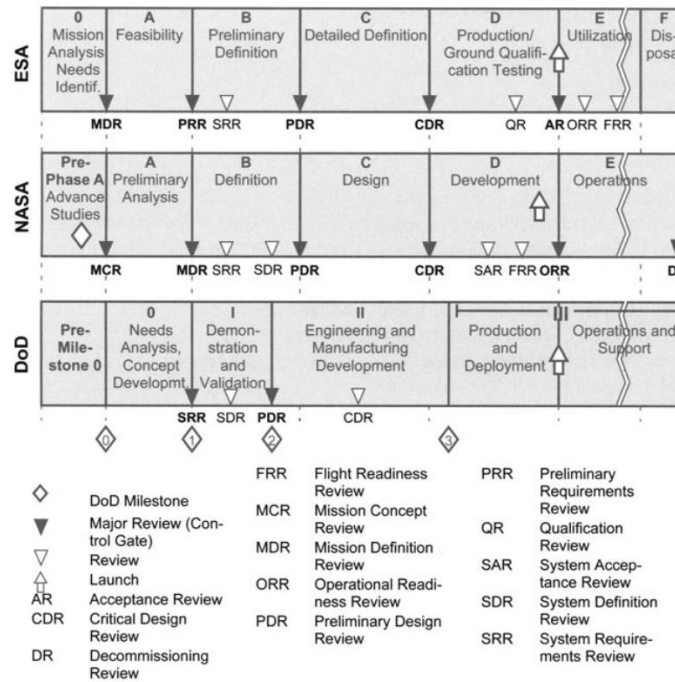 ESA
0 A B C D E F
Mission Analysis Needs Identif.
Feasibility
Preliminary Definition
Detailed Definition
Production/ Ground Qualification Testing
Utilization
Dis-
posa
MDR PRR SRR PDR CDR QR AR ORR FRR
NASA
Pre-
Phase A
Advance
Studies
A
Preliminary
Analysis
B
Definition
C
Design
D
Development
E
Operations
MCR MDR SRR SDR PDR CDR SAR FRR ORR D
DoD
Pre-
Mile-
stone 0
0
Needs
Analysis,
Concept
Developmt.
I
Demon-
stration
and
Validation
II
Engineering and
Manufacturing
Development
III
Production
and
Deployment
Operations and
Support
SRR SDR PDR CDR
0 1 2 3
DoD Milestone
Major Review (Con-
trol Gate)
Review
Launch
AR Acceptance Review
CDR Critical Design
Review
DR Decommissioning
Review
FRR Flight Readiness
Review
MCR Mission Concept
Review
MDR Mission Definition
Review
ORR Operational Readi-
ness Review
PDR Preliminary Design
Review
PRR Preliminary
Requirements
Review
QR Qualification
Review
SAR System Accep-
tance Review
SDR System Definition
Review
SRR System Require-
ments Review